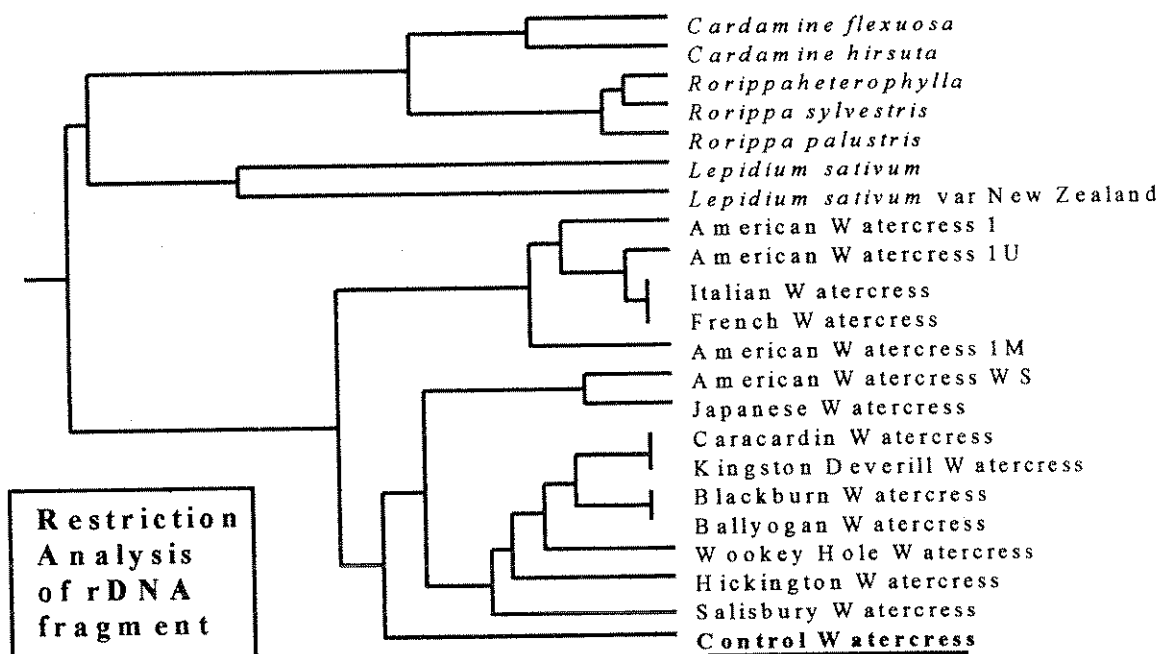 Cardamine flexuosa
Cardamine hirsuta
Rorippaheterophylla
Rorippa sylvestris
Rorippa palustris
Lepidium sativum
Lepidium sativum var New Zealand
American Watercress 1
American Watercress 1U
Italian Watercress
French Watercress
American Watercress 1M
American Watercress WS
Japanese Watercress
Caracardin Watercress
Kingston Deverill Watercress
Blackburn Watercress
Ballyogan Watercress
Wookey Hole Watercress
Hickington Watercress
Salisbury Watercress
Control Watercress
Restriction
Analysis
of rDNA
fragment